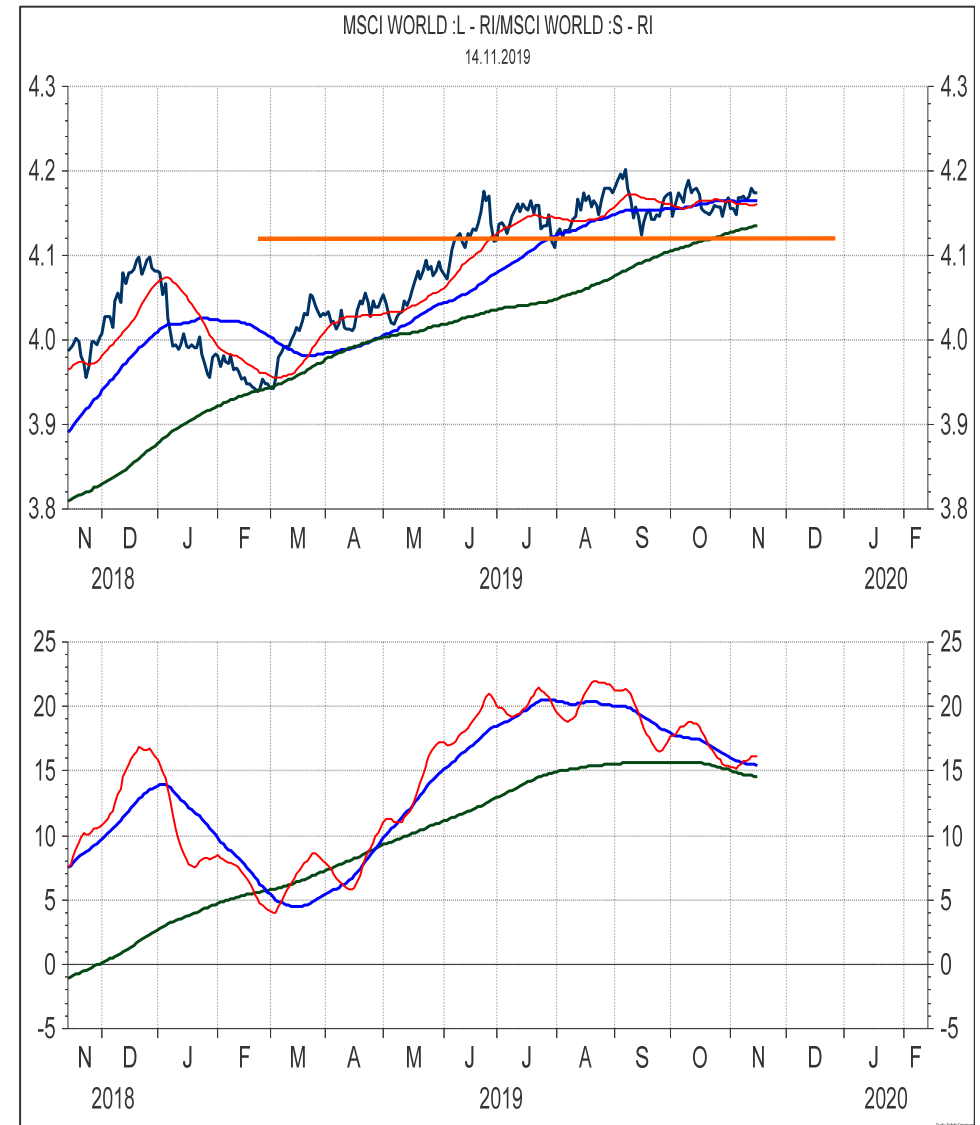 MSCI WORLD :L - RI/MSCI WORLD :S - RI
14.11.2019
4.3 4.3
4.2 4.2
4.1 4.1
4.0 4.0
3.9 3.9
3.8 3.8
N D J F M A M J J A S O N D J F
2018 2019 2020
25 25
20 20
15 15
10 10
5 5
0 0
-5 -5
N D J F M A M J J A S O N D J F
2018 2019 2020